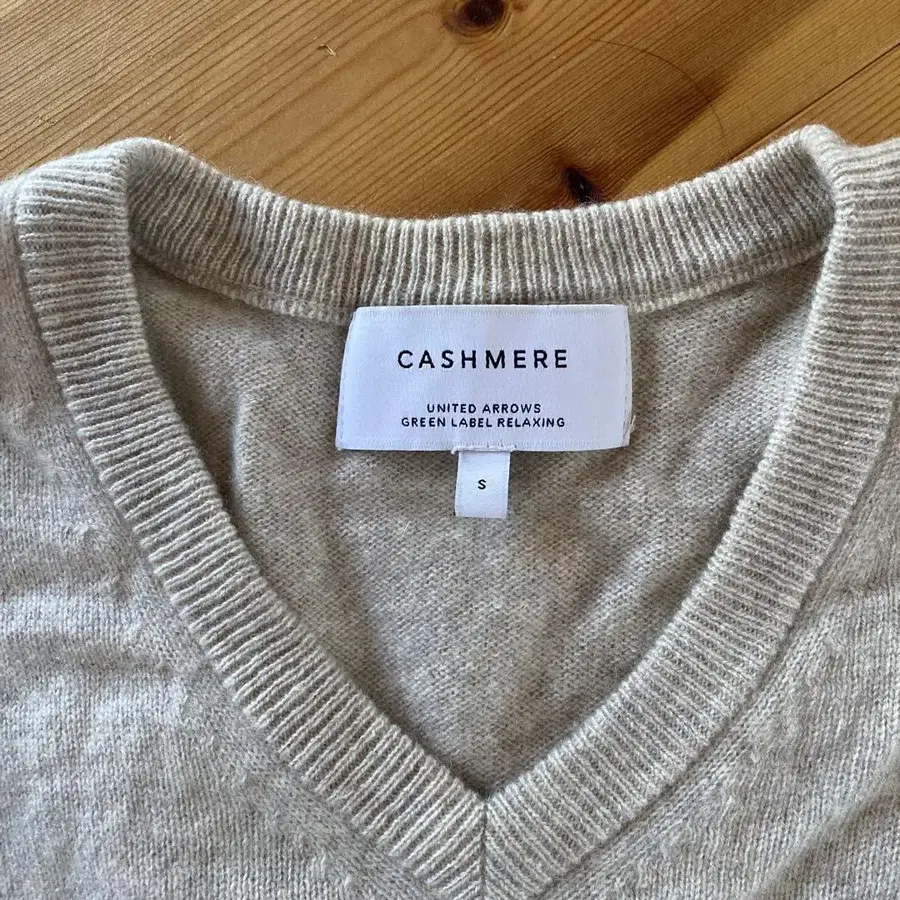 CASHMERE
UNITED ARROWS
GREEN LABEL RELAXING
S